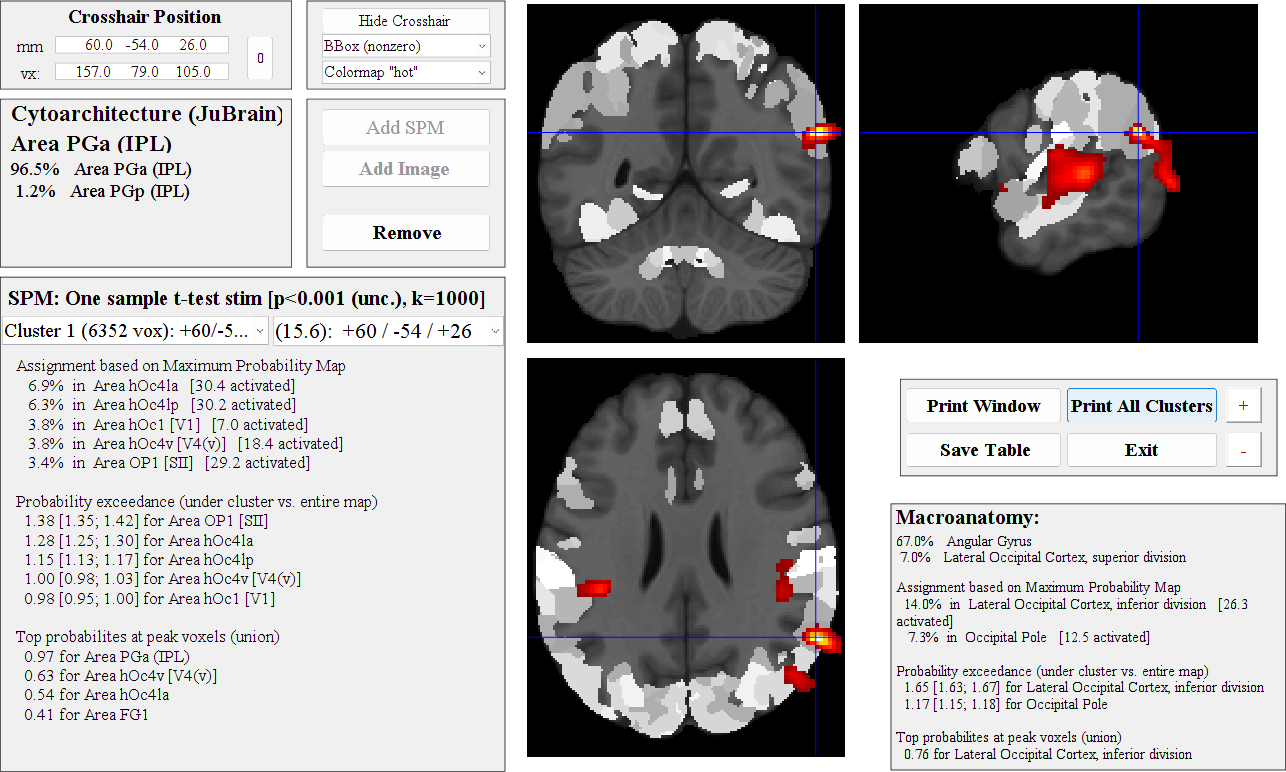 Crosshair Position
mm 60.0 -54.0 26.0
vx: 157.0 79.0 105.0
0
Hide Crosshair
BBox (nonzero)
Colormap "hot"
Cytoarchitecture (JuBrain)
Area PGa (IPL)
96.5% Area PGa (IPL)
1.2% Area PGp (IPL)
Add SPM
Add Image
Remove
SPM: One sample t-test stim [p<0.001 (unc.), k=1000]
Cluster 1 (6352 vox): +60/-5... (15.6): +60 / -54 / +26
Assignment based on Maximum Probability Map
6.9% in Area hOc4la [30.4 activated]
6.3% in Area hOc4lp [30.2 activated]
3.8% in Area hOc1 [V1] [7.0 activated]
3.8% in Area hOc4v [V4(v)] [18.4 activated]
3.4% in Area OP1 [SII] [29.2 activated]
Probability exceedance (under cluster vs. entire map)
1.38 [1.35; 1.42] for Area OP1 [SII]
1.28 [1.25; 1.30] for Area hOc4la
1.15 [1.13; 1.17] for Area hOc4lp
1.00 [0.98; 1.03] for Area hOc4v [V4(v)]
0.98 [0.95; 1.00] for Area hOc1 [V1]
Top probabilites at peak voxels (union)
0.97 for Area PGa (IPL)
0.63 for Area hOc4v [V4(v)]
0.54 for Area hOc4la
0.41 for Area FG1
Print Window
Print All Clusters
+
Save Table
Exit
-
Macroanatomy:
67.0% Angular Gyrus
7.0% Lateral Occipital Cortex, superior division
Assignment based on Maximum Probability Map
14.0% in Lateral Occipital Cortex, inferior division [26.3
activated]
7.3% in Occipital Pole [12.5 activated]
Probability exceedance (under cluster vs. entire map)
1.65 [1.63; 1.67] for Lateral Occipital Cortex, inferior division
1.17 [1.15; 1.18] for Occipital Pole
Top probabilites at peak voxels (union)
0.76 for Lateral Occipital Cortex, inferior division